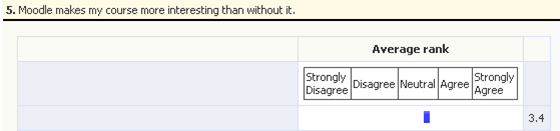 5. Moodle makes my course more interesting than without it.
Average rank
Strongly Disagree Disagree Neutral Agree Strongly Agree
3.4